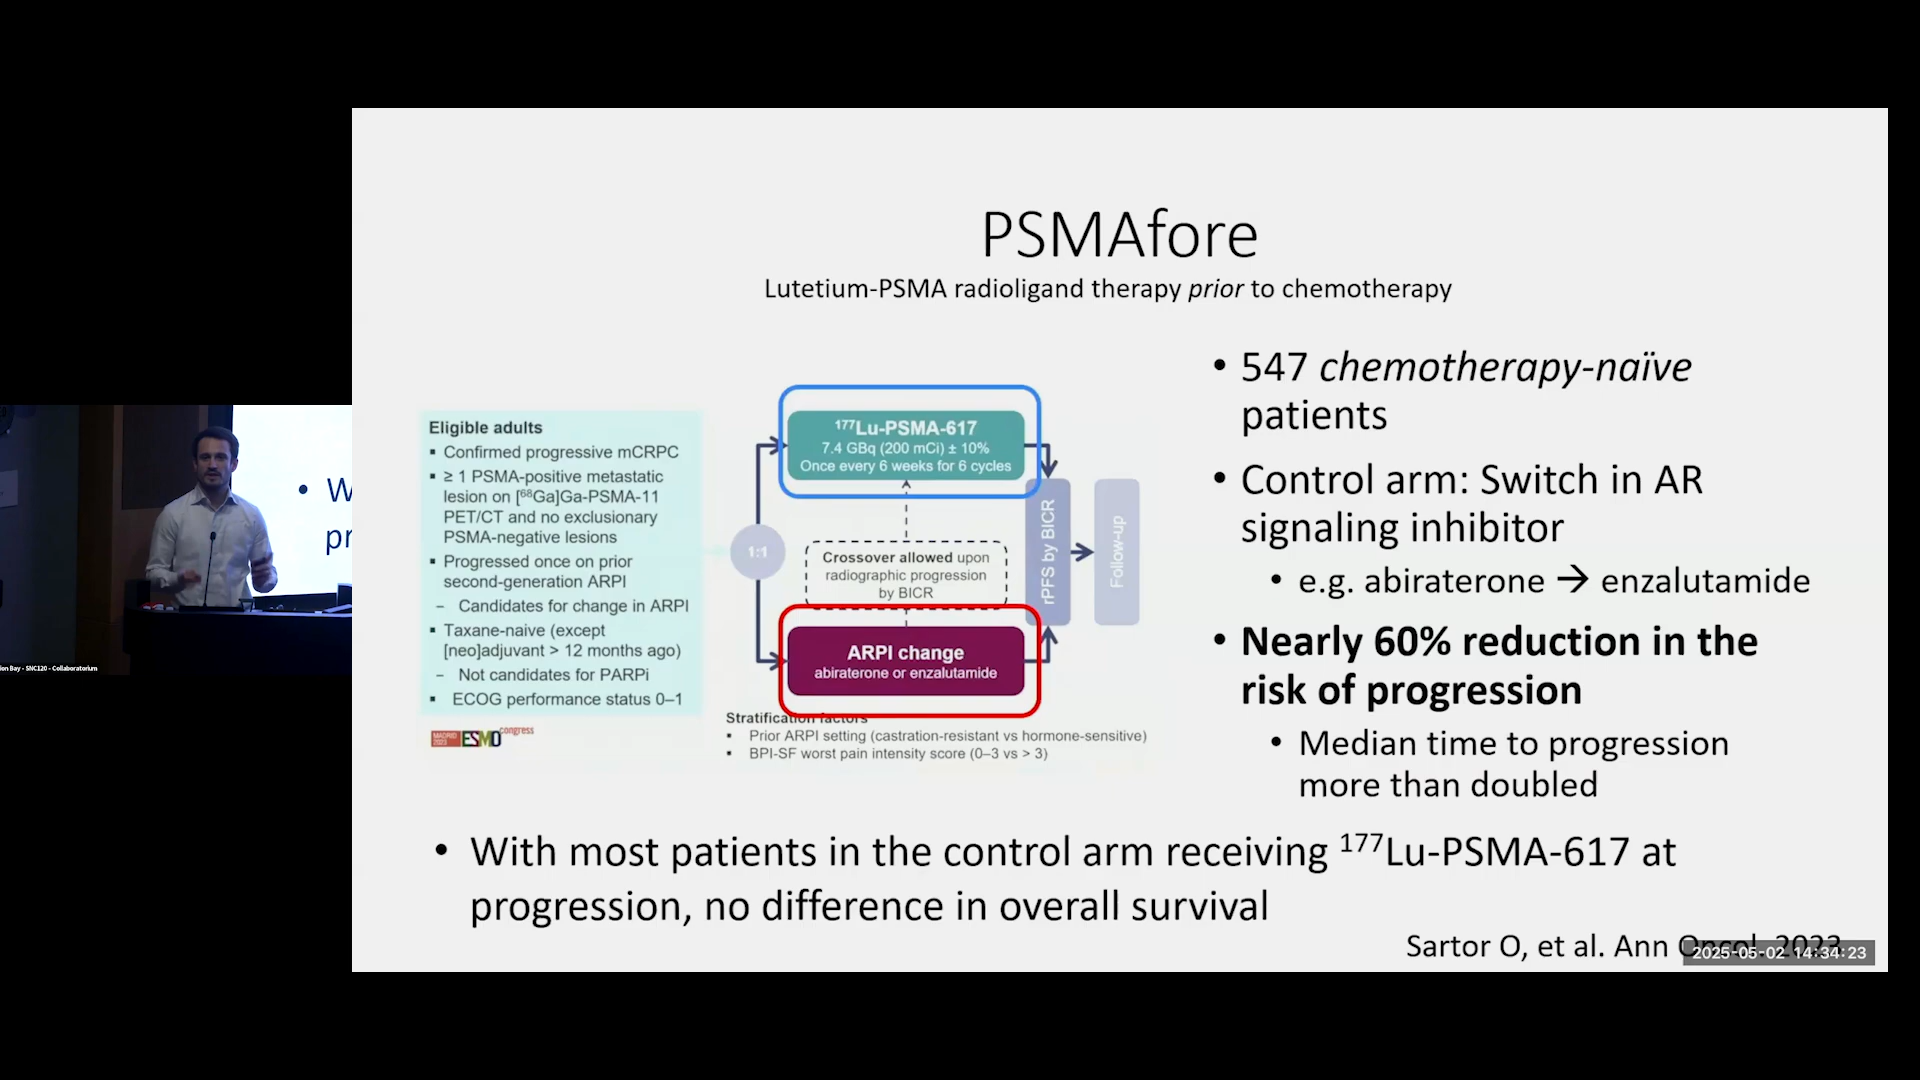 PSMAfore
Lutetium-PSMA radioligand therapy prior to chemotherapy
Eligible adults
▪ Confirmed progressive mCRPC
▪ ≥ 1 PSMA-positive metastatic
lesion on [⁶⁸Ga]Ga-PSMA-11
PET/CT and no exclusionary
PSMA-negative lesions
▪ Progressed once on prior
second-generation ARPI
– Candidates for change in ARPI
▪ Taxane-naive (except
[neo]adjuvant > 12 months ago)
– Not candidates for PARPi
▪ ECOG performance status 0–1
MADRID
2023
ESMO congress
1:1
¹⁷⁷Lu-PSMA-617
7.4 GBq (200 mCi) ± 10%
Once every 6 weeks for 6 cycles
Crossover allowed upon
radiographic progression
by BICR
ARPI change
abiraterone or enzalutamide
rPFS by BICR
Follow-up
Stratification factors
▪ Prior ARPI setting (castration-resistant vs hormone-sensitive)
▪ BPI-SF worst pain intensity score (0–3 vs > 3)
• 547 chemotherapy-naïve
patients
• Control arm: Switch in AR
signaling inhibitor
• e.g. abiraterone → enzalutamide
• Nearly 60% reduction in the
risk of progression
• Median time to progression
more than doubled
• With most patients in the control arm receiving ¹⁷⁷Lu-PSMA-617 at
progression, no difference in overall survival
Sartor O, et al. Ann Oncol. 2023
2025-05-02 14:34:23
• W
pr
ion Bay - SNC120 - Collaboratorium